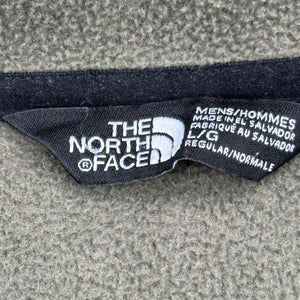 THE
NORTH
®FACE
MENS/HOMMES
MADE IN EL SALVADOR
FABRIQUÉ AU SALVADOR
L/G
REGULAR/NORMALE